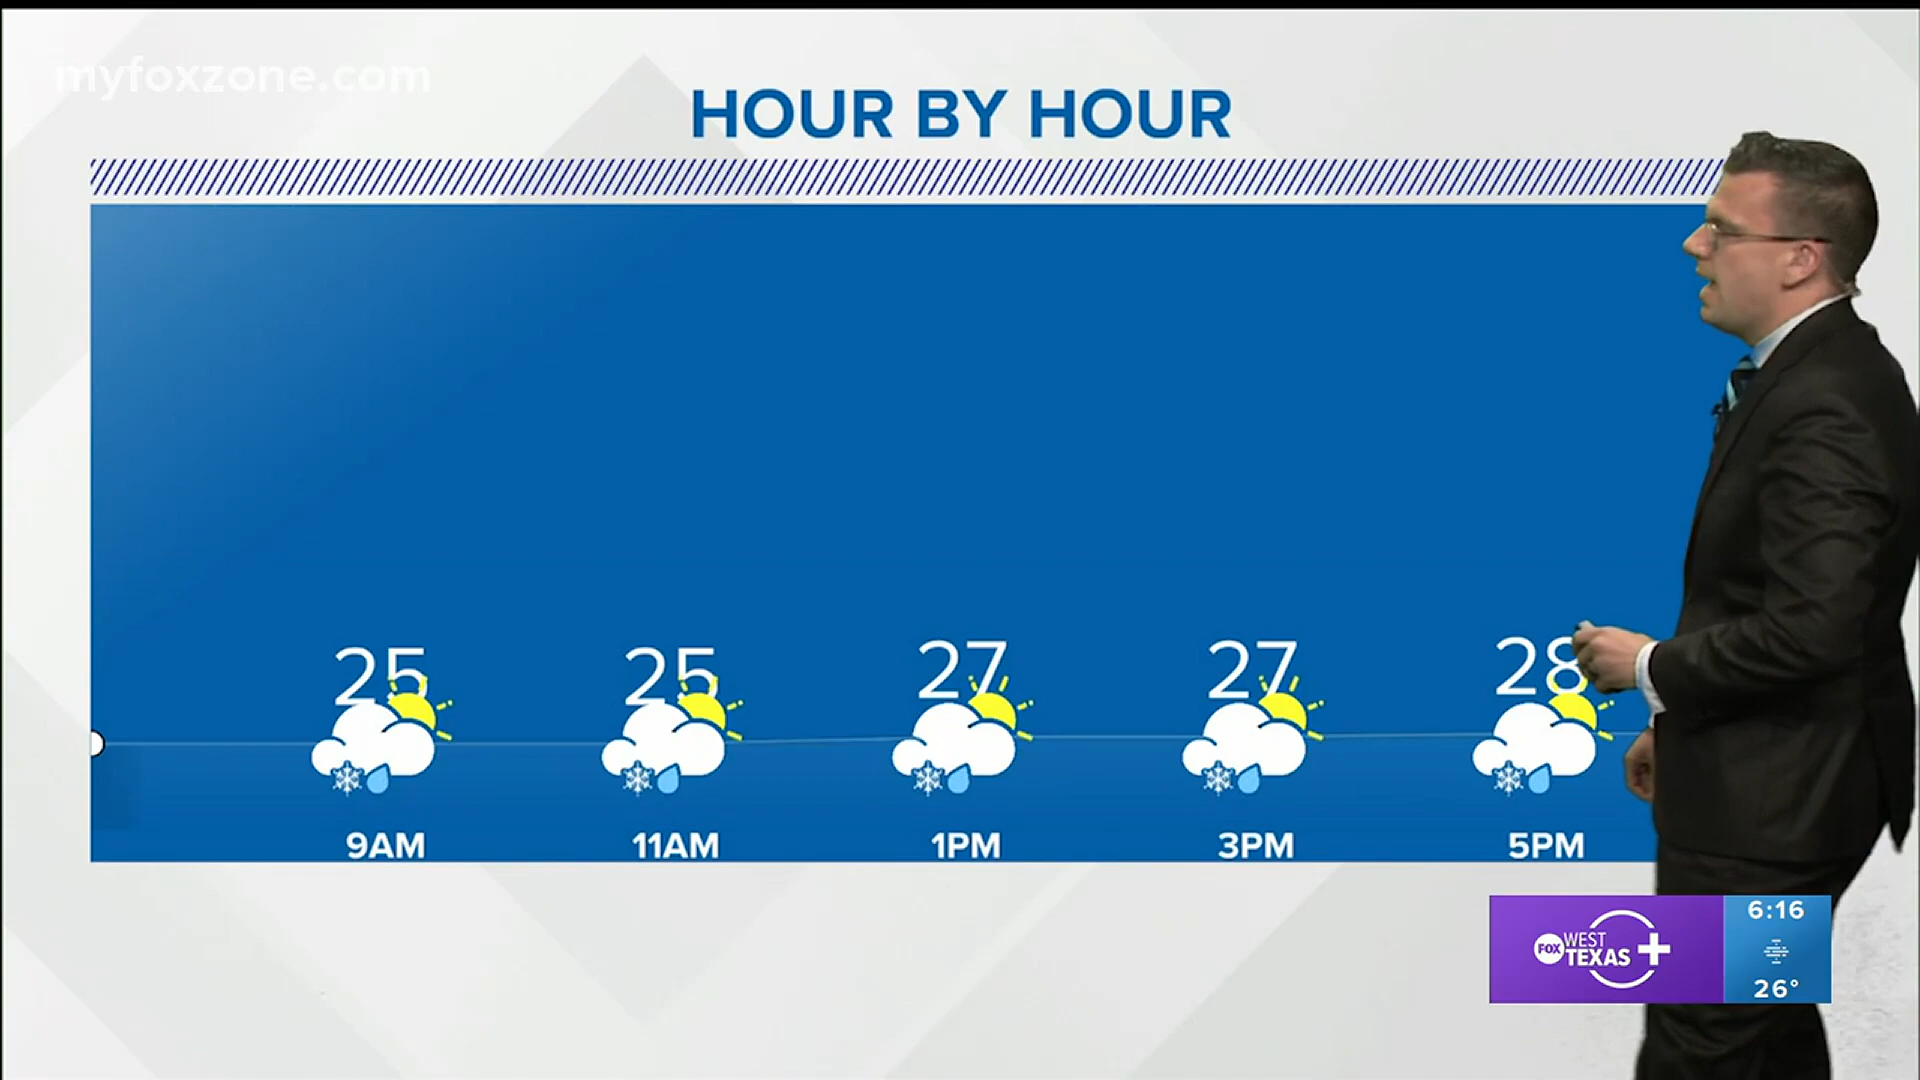 myfoxzone.com
HOUR BY HOUR
25 25 27 27 28
9AM 11AM 1PM 3PM 5PM
FOX WEST TEXAS +
6:16
26°